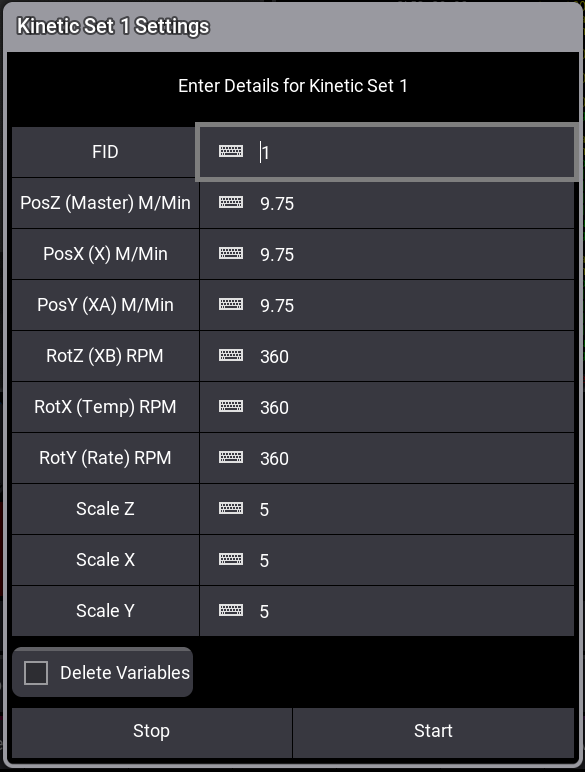 Kinetic Set 1 Settings
Enter Details for Kinetic Set 1
FID 1
PosZ (Master) M/Min 9.75
PosX (X) M/Min 9.75
PosY (XA) M/Min 9.75
RotZ (XB) RPM 360
RotX (Temp) RPM 360
RotY (Rate) RPM 360
Scale Z 5
Scale X 5
Scale Y 5
Delete Variables
Stop Start